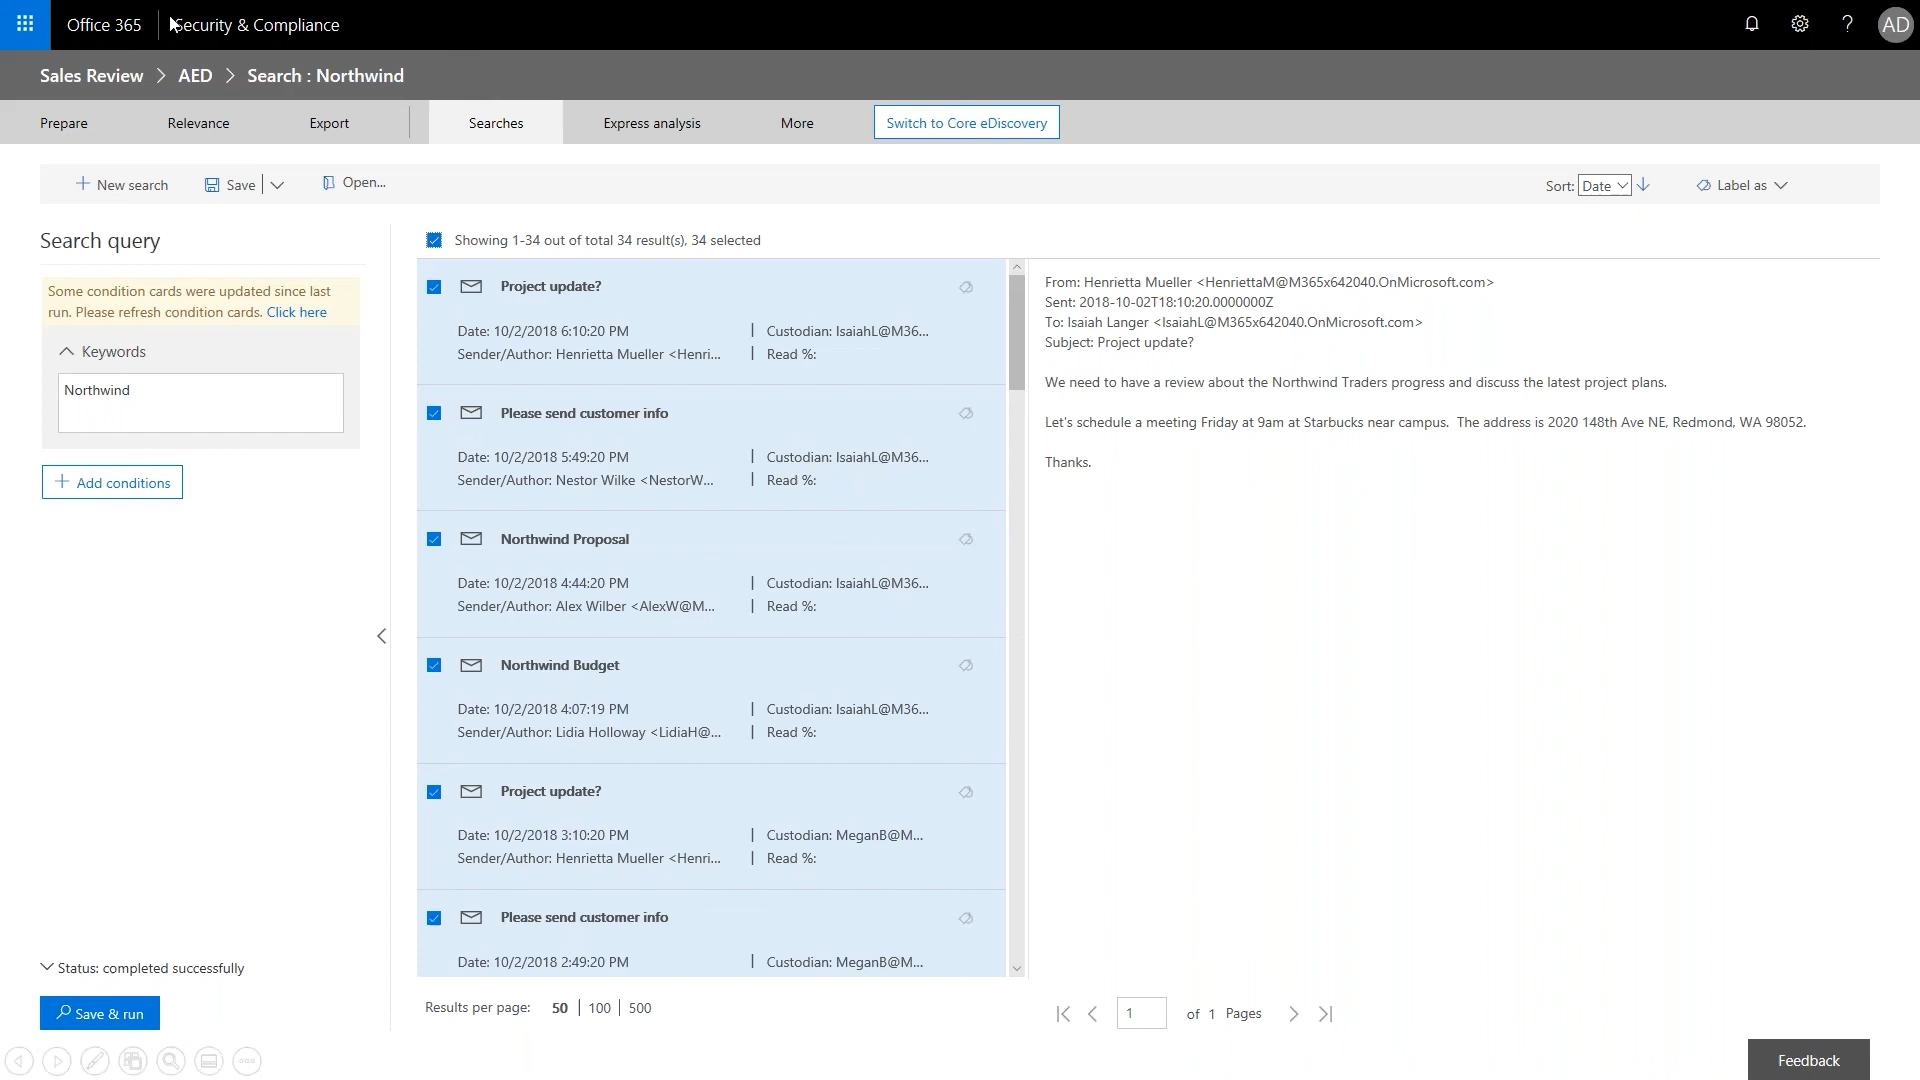 Office 365
Security & Compliance
AD
Sales Review > AED > Search : Northwind
Prepare
Relevance
Export
Searches
Express analysis
More
Switch to Core eDiscovery
New search
Save
Open...
Sort: Date
Label as
Search query
Some condition cards were updated since last
run. Please refresh condition cards. Click here
Keywords
Northwind
Add conditions
Status: completed successfully
Save & run
Showing 1-34 out of total 34 result(s), 34 selected
Project update?
Date: 10/2/2018 6:10:20 PM | Custodian: IsaiahL@M36...
Sender/Author: Henrietta Mueller <Henri... | Read %:
Please send customer info
Date: 10/2/2018 5:49:20 PM | Custodian: IsaiahL@M36...
Sender/Author: Nestor Wilke <NestorW... | Read %:
Northwind Proposal
Date: 10/2/2018 4:44:20 PM | Custodian: IsaiahL@M36...
Sender/Author: Alex Wilber <AlexW@M... | Read %:
Northwind Budget
Date: 10/2/2018 4:07:19 PM | Custodian: IsaiahL@M36...
Sender/Author: Lidia Holloway <LidiaH@... | Read %:
Project update?
Date: 10/2/2018 3:10:20 PM | Custodian: MeganB@M...
Sender/Author: Henrietta Mueller <Henri... | Read %:
Please send customer info
Date: 10/2/2018 2:49:20 PM | Custodian: MeganB@M...
Results per page: 50 | 100 | 500
From: Henrietta Mueller <HenriettaM@M365x642040.OnMicrosoft.com>
Sent: 2018-10-02T18:10:20.0000000Z
To: Isaiah Langer <IsaiahL@M365x642040.OnMicrosoft.com>
Subject: Project update?
We need to have a review about the Northwind Traders progress and discuss the latest project plans.
Let's schedule a meeting Friday at 9am at Starbucks near campus.  The address is 2020 148th Ave NE, Redmond, WA 98052.
Thanks.
1 of 1 Pages
Feedback